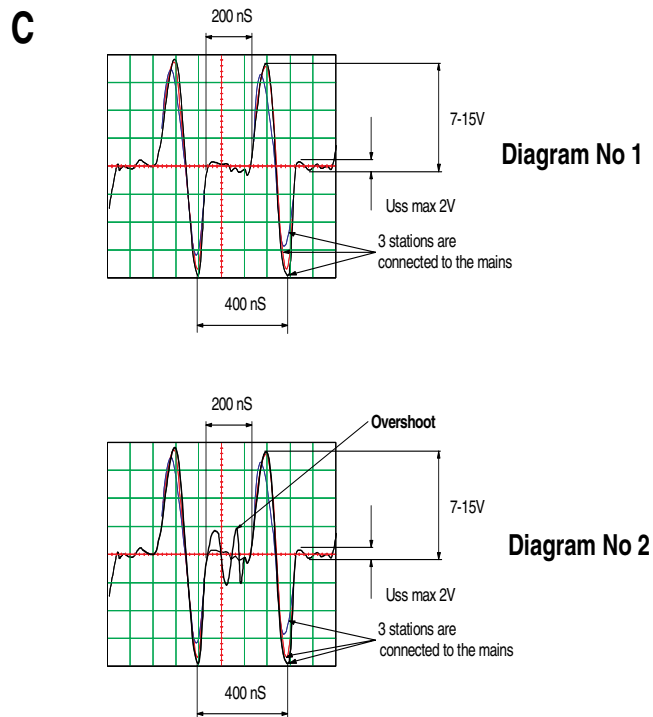 C
200 nS
7-15V
Diagram No 1
Uss max 2V
3 stations are
connected to the mains
400 nS
200 nS
Overshoot
7-15V
Diagram No 2
Uss max 2V
3 stations are
connected to the mains
400 nS